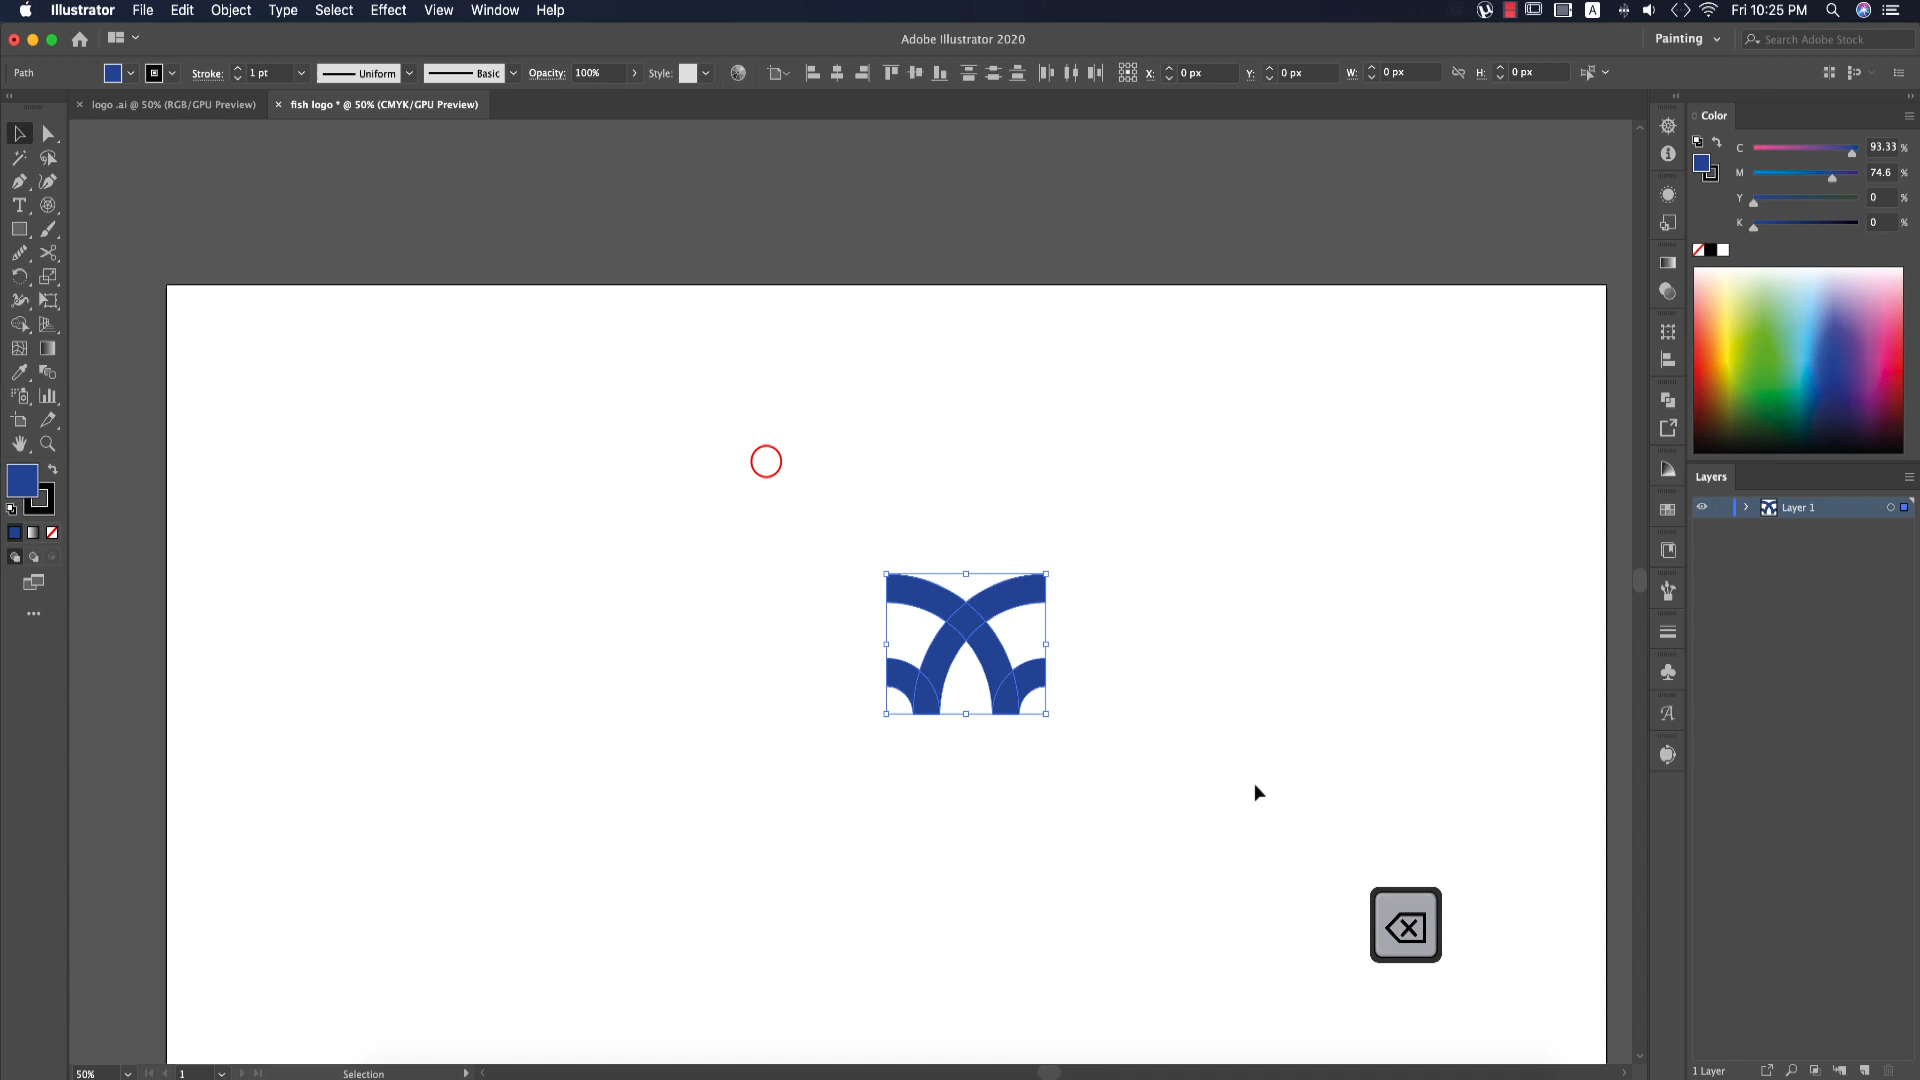 Illustrator File Edit Object Type Select Effect View Window Help
A Fri 10:25 PM
Adobe Illustrator 2020
Painting
Search Adobe Stock
Path
Stroke: 1 pt
Uniform
Basic
Opacity: 100%
Style:
X: 0 px
Y: 0 px
W: 0 px
H: 0 px
logo .ai @ 50% (RGB/GPU Preview)
fish logo * @ 50% (CMYK/GPU Preview)
Color
C 93.33 %
M 74.6 %
Y 0 %
K 0 %
Layers
Layer 1
50%
1
Selection
1 Layer